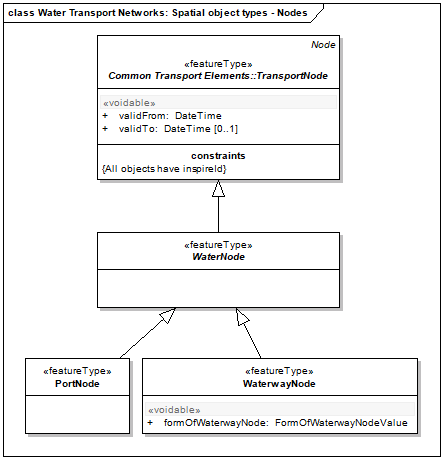 class Water Transport Networks: Spatial object types - Nodes
Node
«featureType»
Common Transport Elements::TransportNode
«voidable»
+ validFrom: DateTime
+ validTo: DateTime [0..1]
constraints
{All objects have inspireId}
«featureType»
WaterNode
«featureType»
PortNode
«featureType»
WaterwayNode
«voidable»
+ formOfWaterwayNode: FormOfWaterwayNodeValue